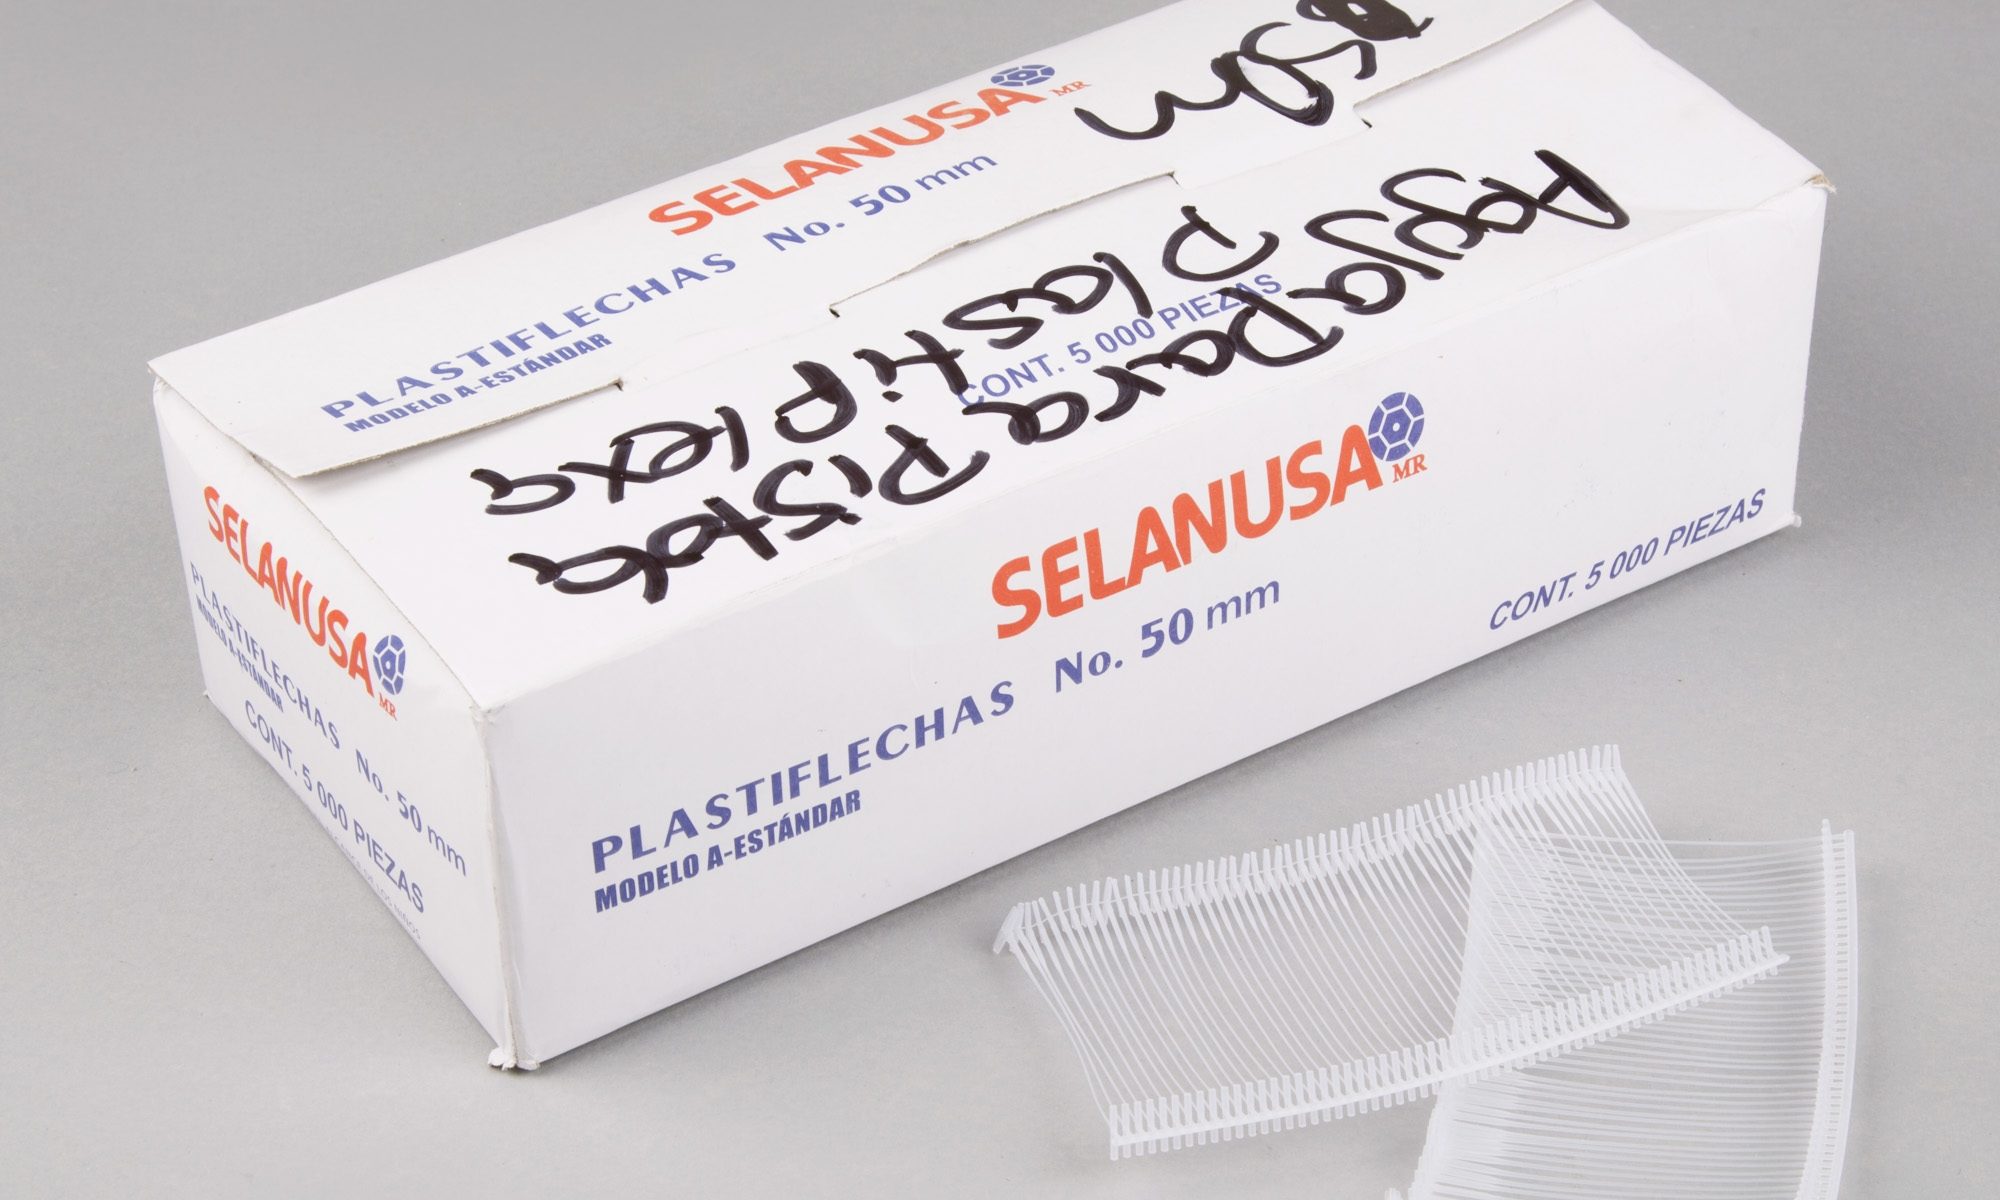 SELANUSA MR
PLASTIFLECHAS No. 50 mm
MODELO A-ESTÁNDAR
CONT. 5 000 PIEZAS
Aguja Para Pistola
PlastiPlexa
SELANUSA MR
PLASTIFLECHAS No. 50 mm
MODELO A-ESTÁNDAR
CONT. 5 000 PIEZAS
SELANUSA MR
PLASTIFLECHAS No. 50 mm
MODELO A-ESTÁNDAR
CONT. 5 000 PIEZAS